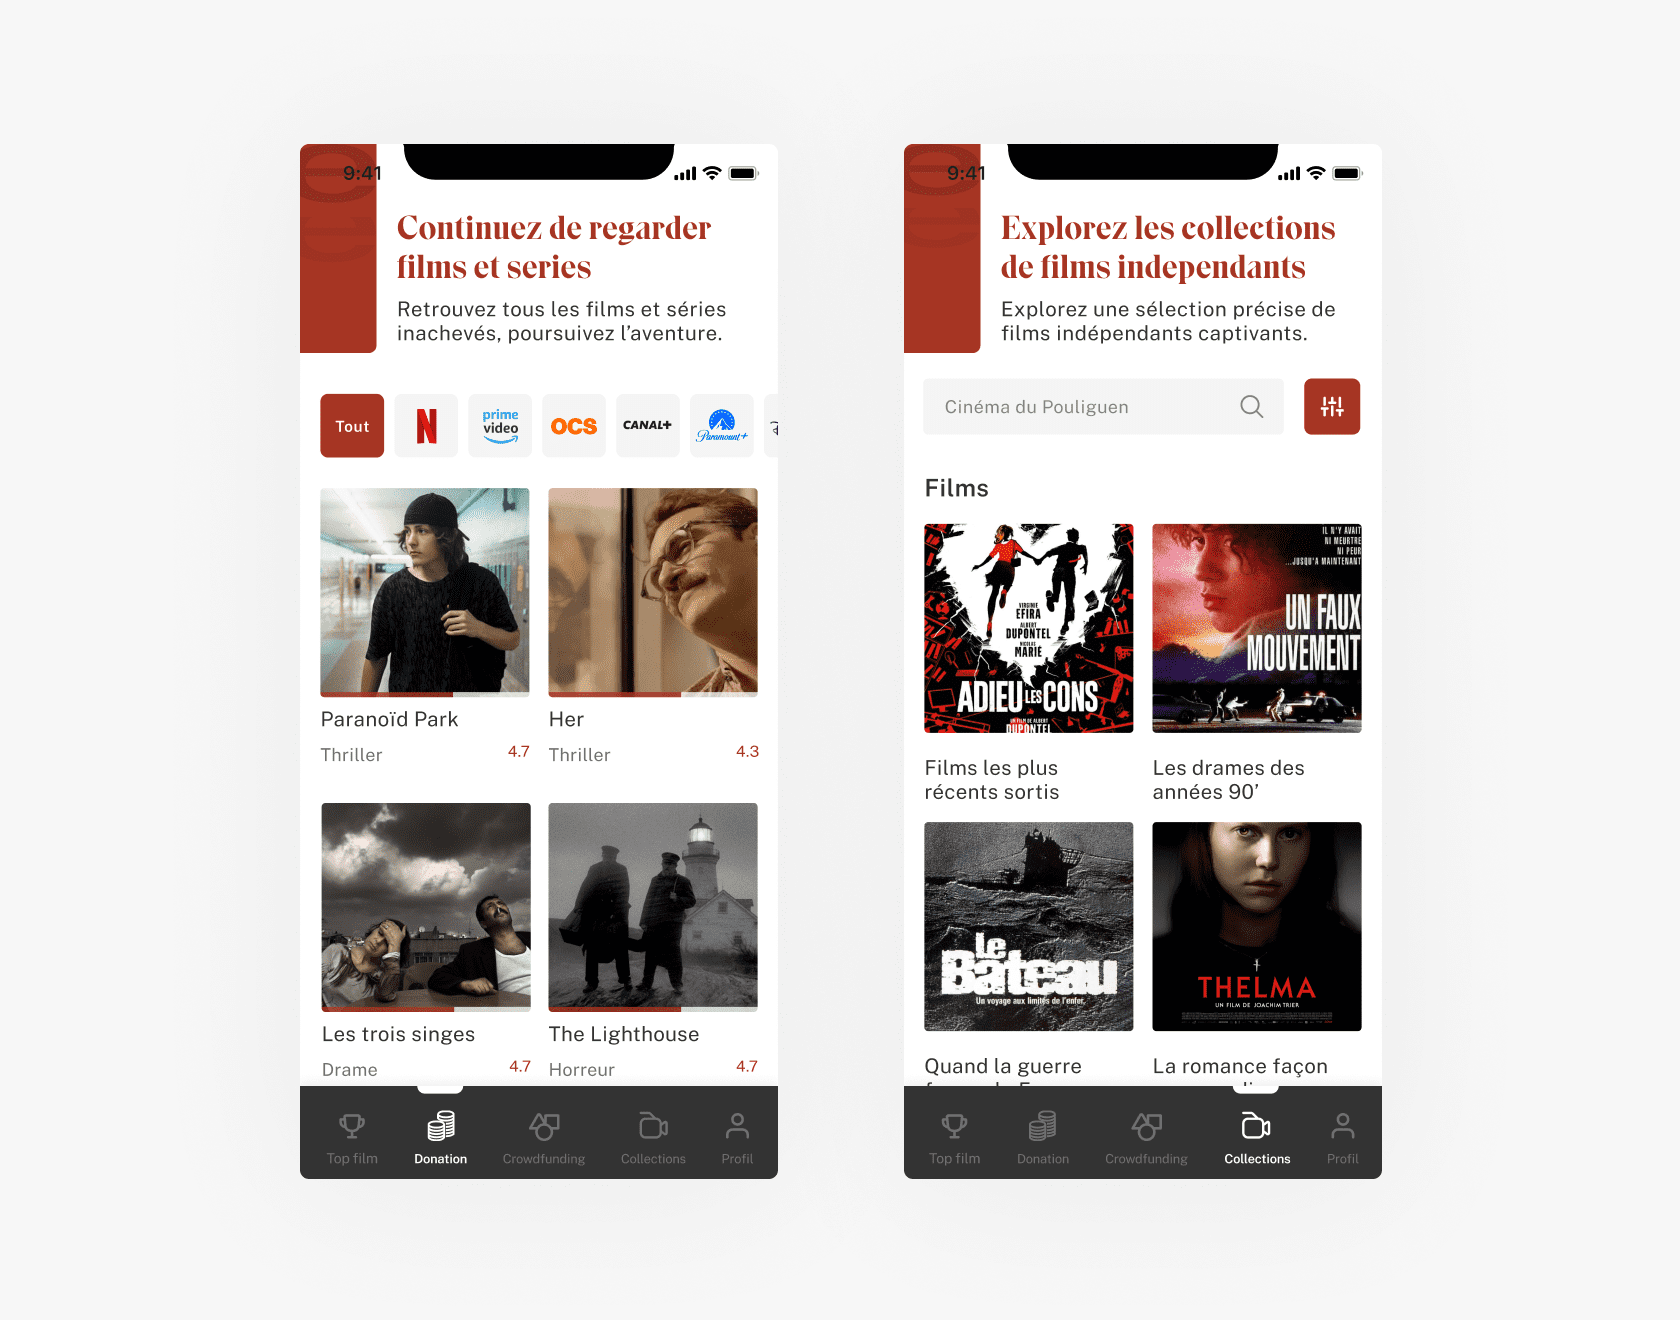 9:41
Continuez de regarder
films et series
Retrouvez tous les films et séries
inachevés, poursuivez l’aventure.
Tout
N
prime
video
OCS
CANAL+
Paramount+
Paranoïd Park
Thriller
4.7
Her
Thriller
4.3
Les trois singes
Drame
4.7
The Lighthouse
Horreur
4.7
Top film
Donation
Crowdfunding
Collections
Profil
9:41
Explorez les collections
de films independants
Explorez une sélection précise de
films indépendants captivants.
Cinéma du Pouliguen
Films
VIRGINIE
EFIRA
ALBERT
DUPONTEL
NICOLAS
MARIÉ
ADIEU LES CONS
UN FILM DE ALBERT
DUPONTEL
Films les plus
récents sortis
IL N'Y AVAIT
NI MEURTRE
NI PEUR
...JUSQU'A MAINTENANT
UN FAUX
MOUVEMENT
Les drames des
années 90’
Le
Bateau
Un voyage aux limites de l'enfer.
Quand la guerre
THELMA
UN FILM DE JOACHIM TRIER
La romance façon
Top film
Donation
Crowdfunding
Collections
Profil